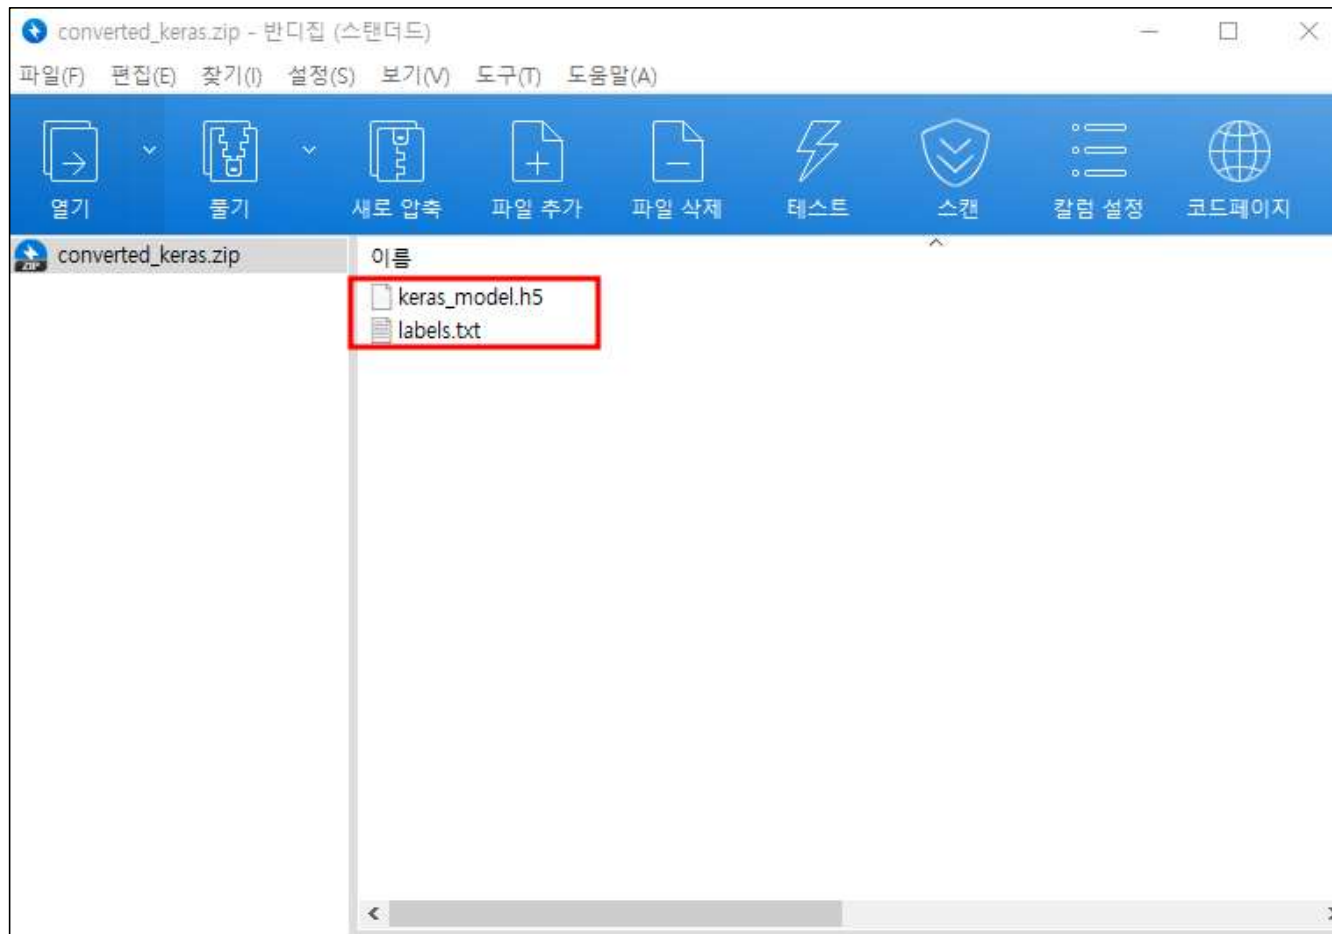 converted_keras.zip - 반디집 (스탠더드)
파일(F) 편집(E) 찾기(I) 설정(S) 보기(V) 도구(T) 도움말(A)
열기 풀기 새로 압축 파일 추가 파일 삭제 테스트 스캔 칼럼 설정 코드페이지
converted_keras.zip
ZIP
이름
keras_model.h5
labels.txt